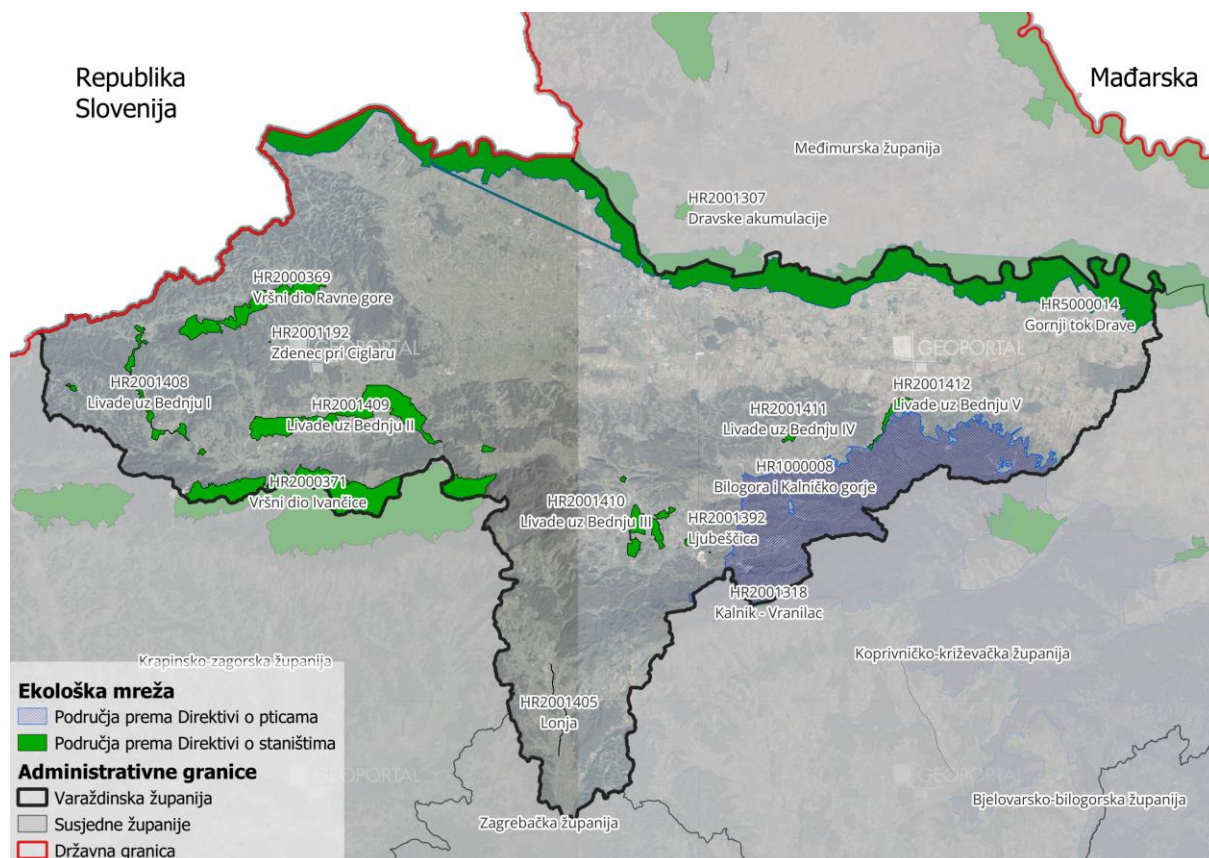 Republika
Slovenija
Mađarska
Međimurska županija
HR2001307
Dravske akumulacije
HR2000369
Vršni dio Ravne gore
HR5000014
Gornji tok Drave
HR2001192
Zdenec pri Ciglaru
GEOPORTAL
GEOPORTAL
HR2001408
Livade uz Bednju I
HR2001409
Livade uz Bednju II
HR2001412
Livade uz Bednju V
HR2001411
Livade uz Bednju IV
HR1000008
Bilogora i Kalničko gorje
HR2000371
Vršni dio Ivančice
HR2001410
Livade uz Bednju III
HR2001392
Ljubeščica
HR2001318
Kalnik - Vranilac
Krapinsko-zagorska županija
Koprivničko-križevačka županija
HR2001405
Lonja
Ekološka mreža
Područja prema Direktivi o pticama
Područja prema Direktivi o staništima
Administrativne granice
Varaždinska županija
Susjedne županije
Državna granica
GEOPORTAL
GEOPORTAL
Zagrebačka županija
Bjelovarsko-bilogorska županija